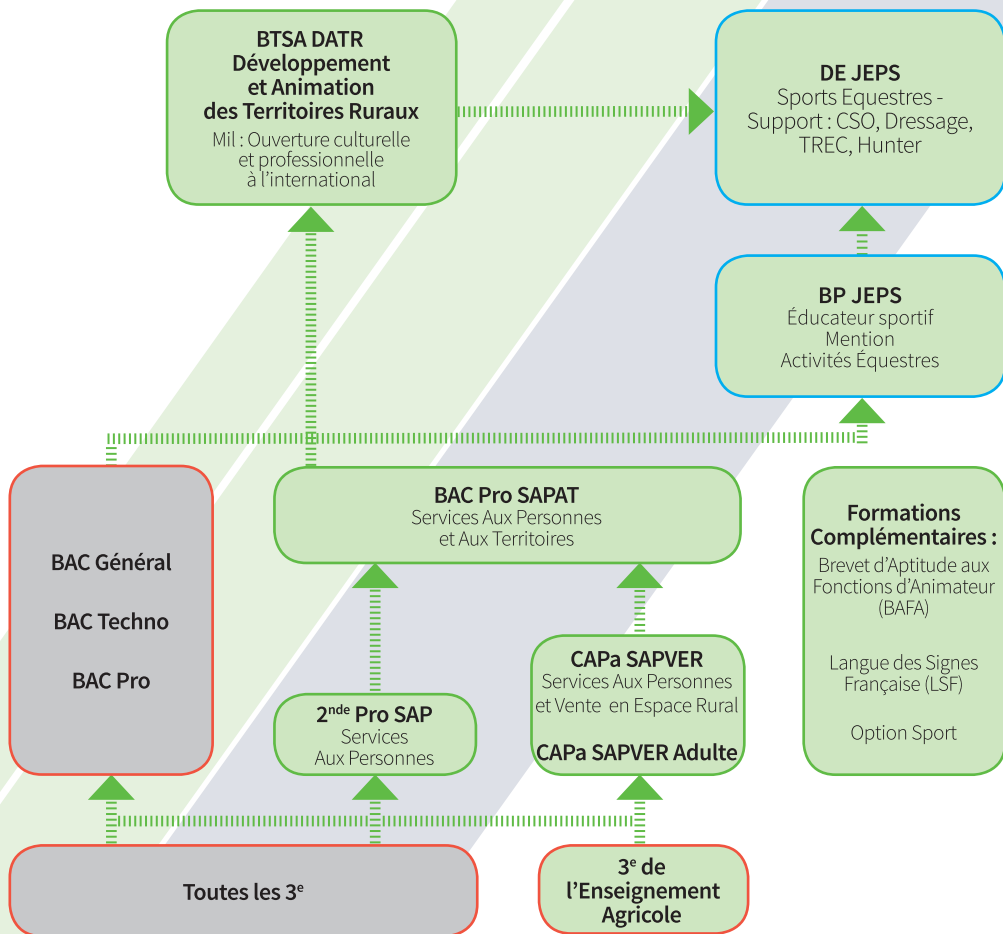 BTSA DATR
Développement
et Animation
des Territoires Ruraux
Mil : Ouverture culturelle
et professionnelle
à l’international
DE JEPS
Sports Equestres -
Support : CSO, Dressage,
TREC, Hunter
BP JEPS
Éducateur sportif
Mention
Activités Équestres
BAC Général
BAC Techno
BAC Pro
BAC Pro SAPAT
Services Aux Personnes
et Aux Territoires
Formations
Complémentaires :
Brevet d’Aptitude aux
Fonctions d’Animateur
(BAFA)
Langue des Signes
Française (LSF)
Option Sport
2nde Pro SAP
Services
Aux Personnes
CAPa SAPVER
Services Aux Personnes
et Vente en Espace Rural
CAPa SAPVER Adulte
Toutes les 3e
3e de
l’Enseignement
Agricole